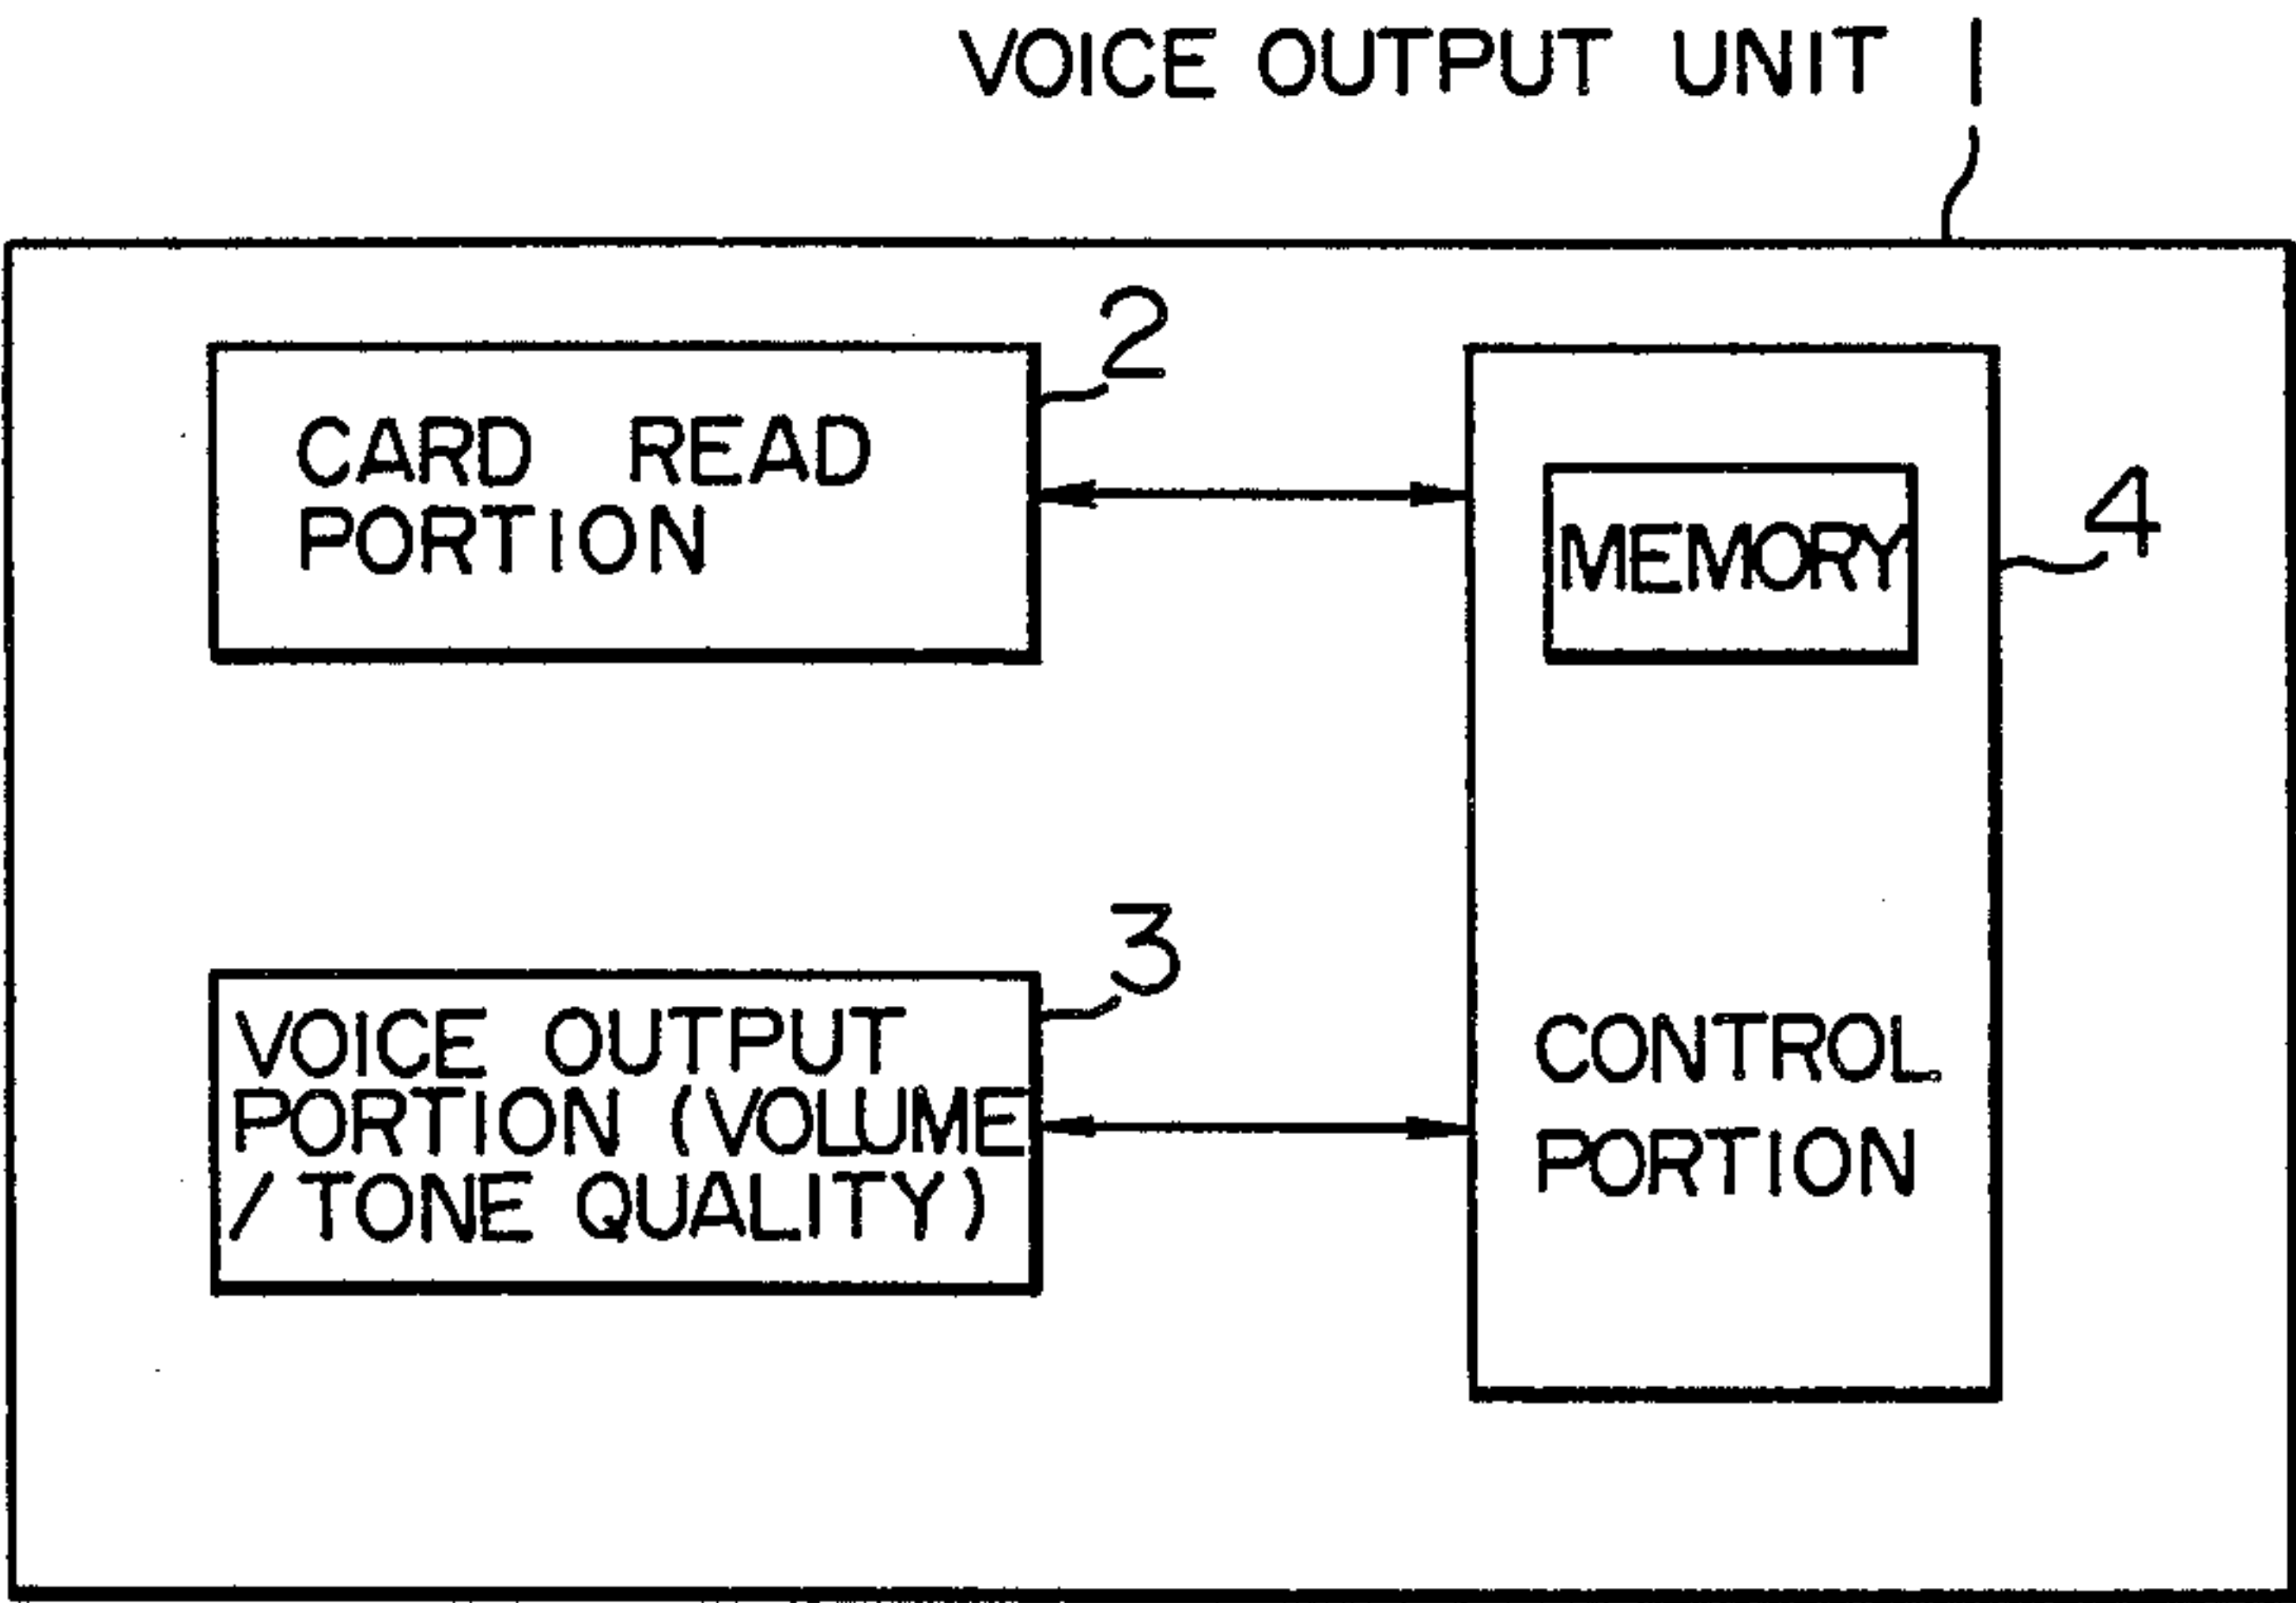 VOICE OUTPUT UNIT 1
2
CARD READ
PORTION
MEMORY
4
3
VOICE OUTPUT
PORTION (VOLUME
/ TONE QUALITY)
CONTROL
PORTION